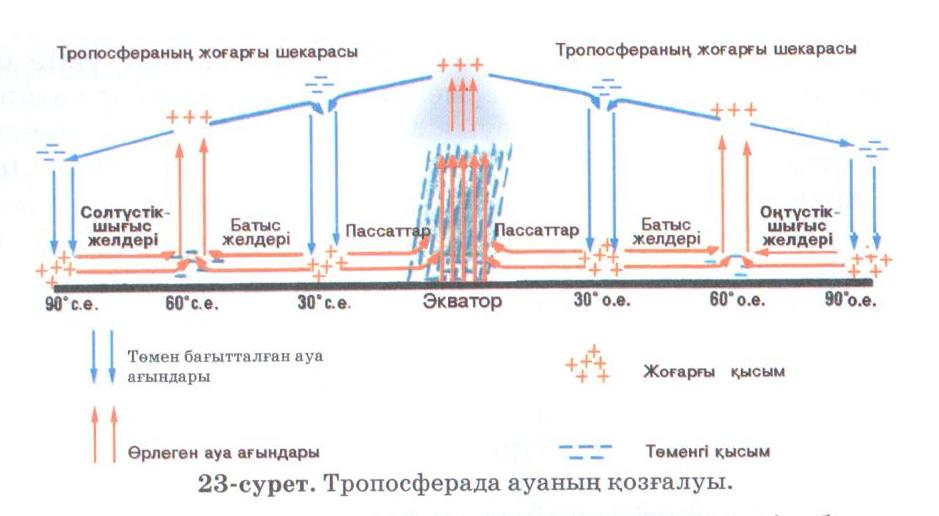 Тропосфераның жоғарғы шекарасы
Тропосфераның жоғарғы шекарасы
Солтүстік-
шығыс
желдері
Батыс
желдері
Пассаттар
Пассаттар
Батыс
желдері
Оңтүстік-
шығыс
желдері
90° с.е. 60° с.е. 30° с.е. Экватор 30° о.е. 60° о.е. 90° о.е.
Төмен бағытталған ауа
ағындары
Жоғарғы қысым
Өрлеген ауа ағындары
Төменгі қысым
23-сурет. Тропосферада ауаның қозғалуы.